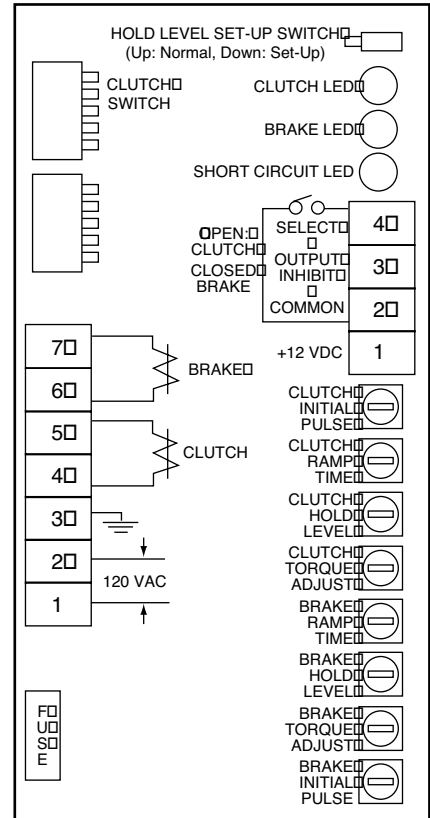 HOLD LEVEL SET-UP SWITCH
(Up: Normal, Down: Set-Up)
CLUTCH
SWITCH
CLUTCH LED
BRAKE LED
SHORT CIRCUIT LED
OPEN:
CLUTCH
CLOSED
BRAKE
SELECT
OUTPUT
INHIBIT
COMMON
+12 VDC
4
3
2
1
7
6
5
4
3
2
1
BRAKE
CLUTCH
120 VAC
CLUTCH
INITIAL
PULSE
CLUTCH
RAMP
TIME
CLUTCH
HOLD
LEVEL
CLUTCH
TORQUE
ADJUST
BRAKE
RAMP
TIME
BRAKE
HOLD
LEVEL
BRAKE
TORQUE
ADJUST
BRAKE
INITIAL
PULSE
F
U
S
E